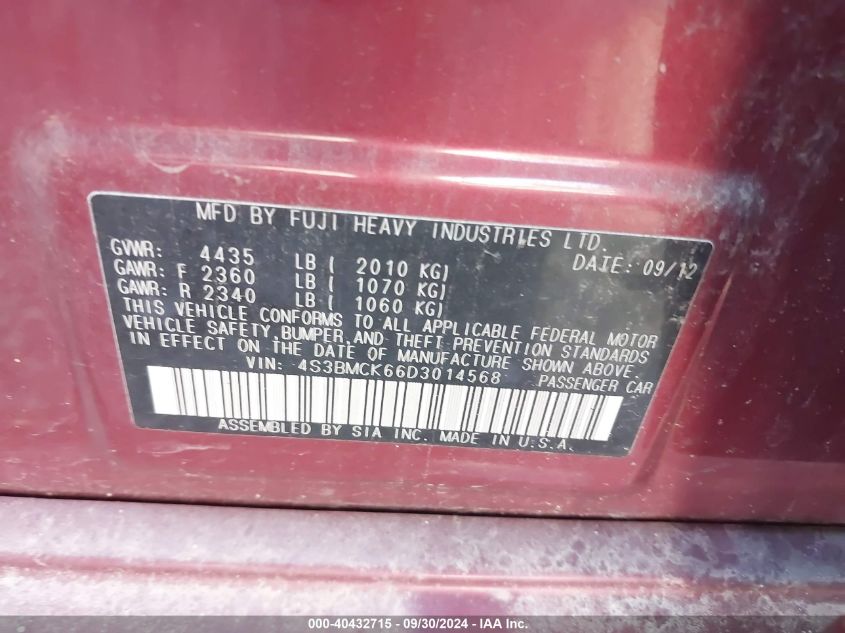 MFD BY FUJI HEAVY INDUSTRIES LTD.
GVWR: 4435 LB ( 2010 KG) DATE: 09/12
GAWR: F 2360 LB ( 1070 KG)
GAWR: R 2340 LB ( 1060 KG)
THIS VEHICLE CONFORMS TO ALL APPLICABLE FEDERAL MOTOR
VEHICLE SAFETY, BUMPER, AND THEFT PREVENTION STANDARDS
IN EFFECT ON THE DATE OF MANUFACTURE SHOWN ABOVE.
VIN: 4S3BMCK66D3014568 PASSENGER CAR
ASSEMBLED BY SIA INC. MADE IN U.S.A.
000-40432715 - 09/30/2024 - IAA Inc.